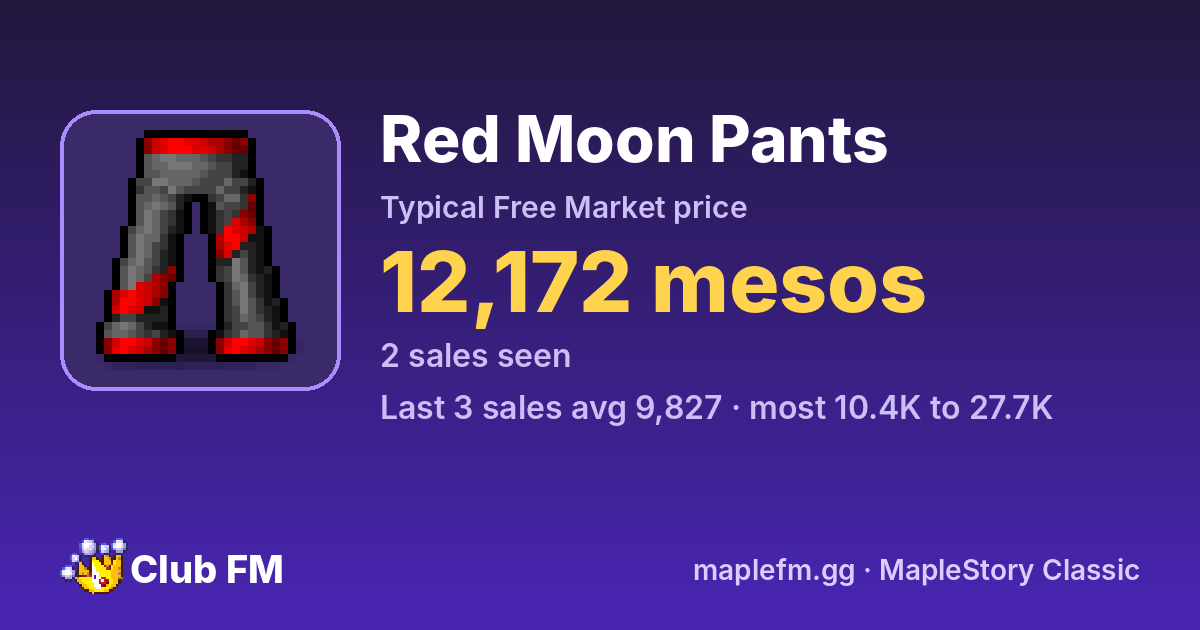 Red Moon Pants
Typical Free Market price
12,172 mesos
2 sales seen
Last 3 sales avg 9,827 · most 10.4K to 27.7K
Club FM
maplefm.gg · MapleStory Classic